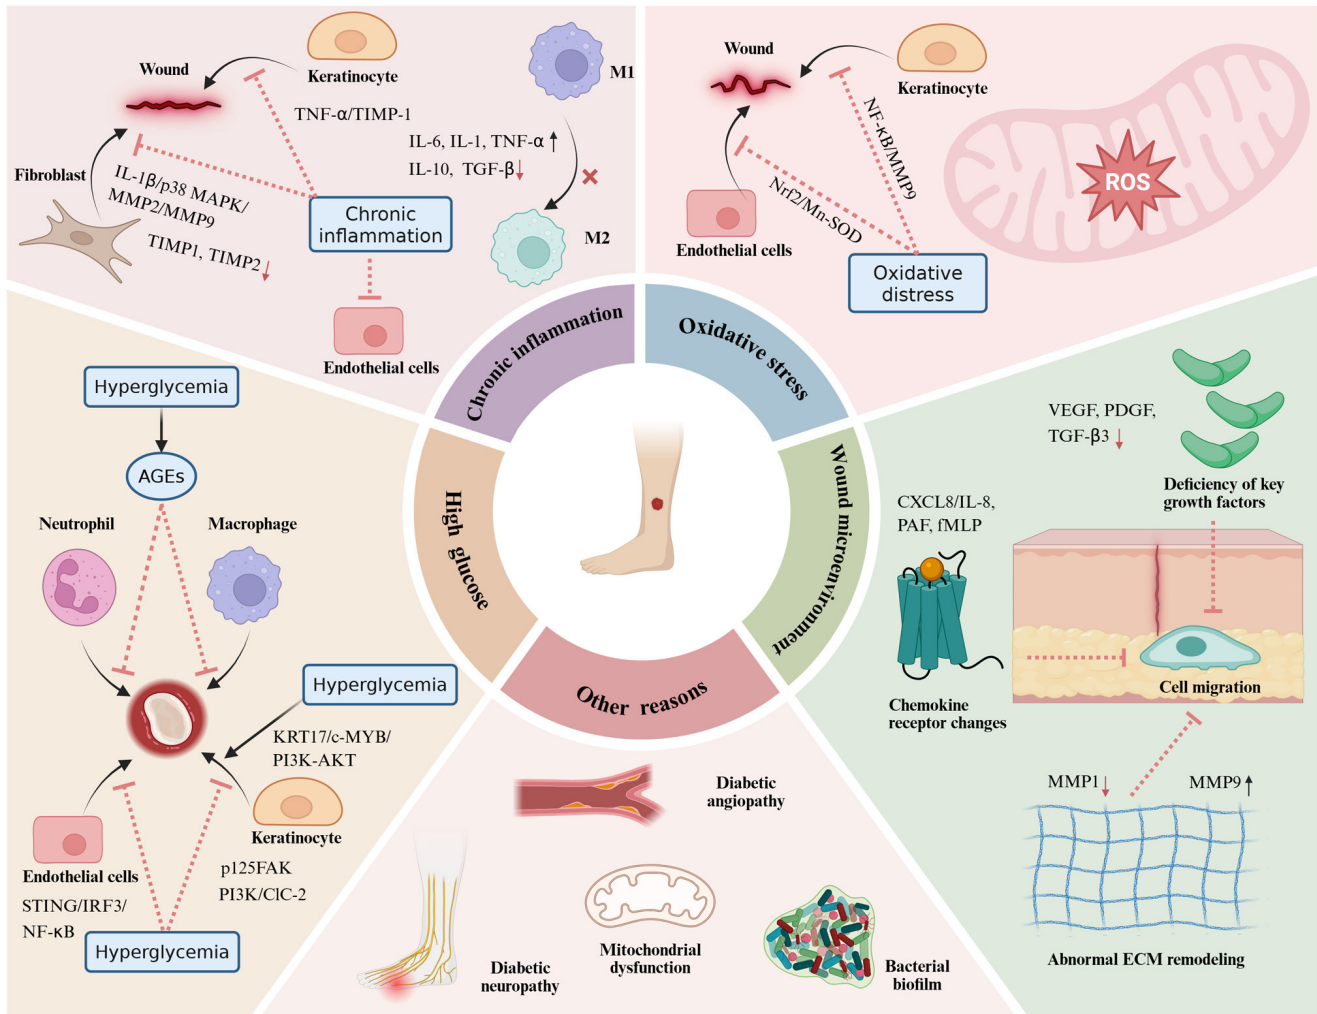 Wound
Keratinocyte
TNF-α/TIMP-1
M1
IL-6, IL-1, TNF-α
IL-10, TGF-β
Fibroblast
IL-1β/p38 MAPK/
MMP2/MMP9
TIMP1, TIMP2
Chronic
inflammation
M2
Endothelial cells
Wound
Keratinocyte
NF-κB/MMP9
ROS
Nrf2/Mn-SOD
Endothelial cells
Oxidative
distress
Chronic inflammation
Oxidative stress
High glucose
Wound microenvironment
Other reasons
Hyperglycemia
AGEs
Neutrophil
Macrophage
Hyperglycemia
KRT17/c-MYB/
PI3K-AKT
Keratinocyte
Endothelial cells
p125FAK
PI3K/ClC-2
STING/IRF3/
NF-κB
Hyperglycemia
VEGF, PDGF,
TGF-β3
Deficiency of key
growth factors
CXCL8/IL-8,
PAF, fMLP
Chemokine
receptor changes
Cell migration
MMP1
MMP9
Abnormal ECM remodeling
Diabetic
angiopathy
Diabetic
neuropathy
Mitochondrial
dysfunction
Bacterial
biofilm